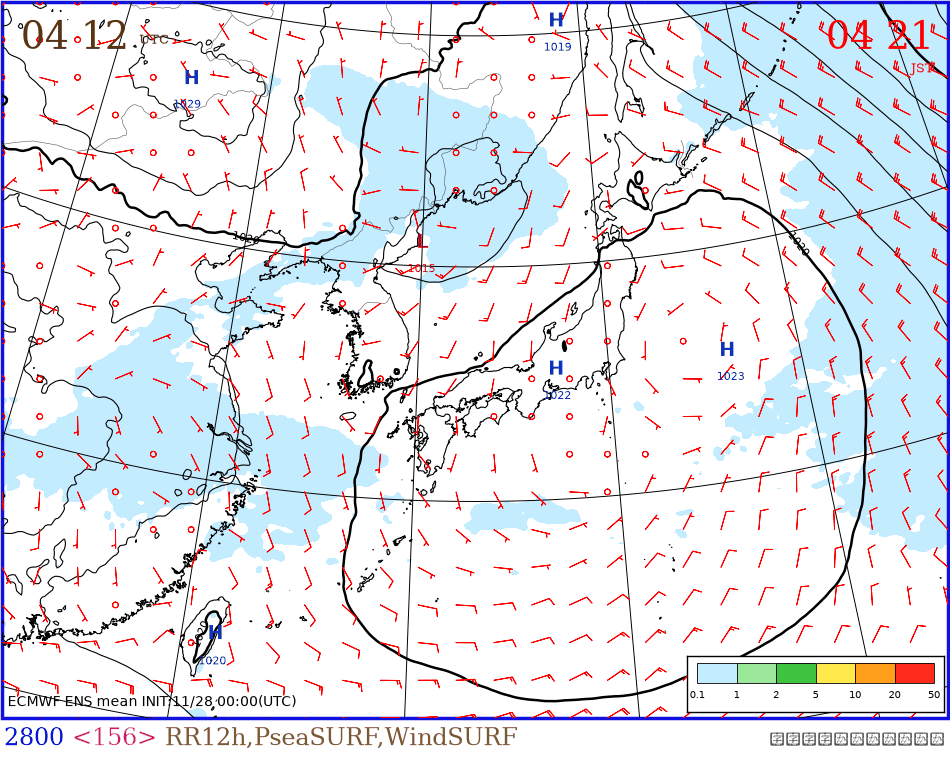 04 12 UTC
04 21 JST
H
1019
H
1029
1020
L
1015
1020
H
1023
H
1022
H
1020
0.1 1 2 5 10 20 50
ECMWF ENS mean INIT:11/28 00:00(UTC)
2800 <156> RR12h,PseaSURF,WindSURF